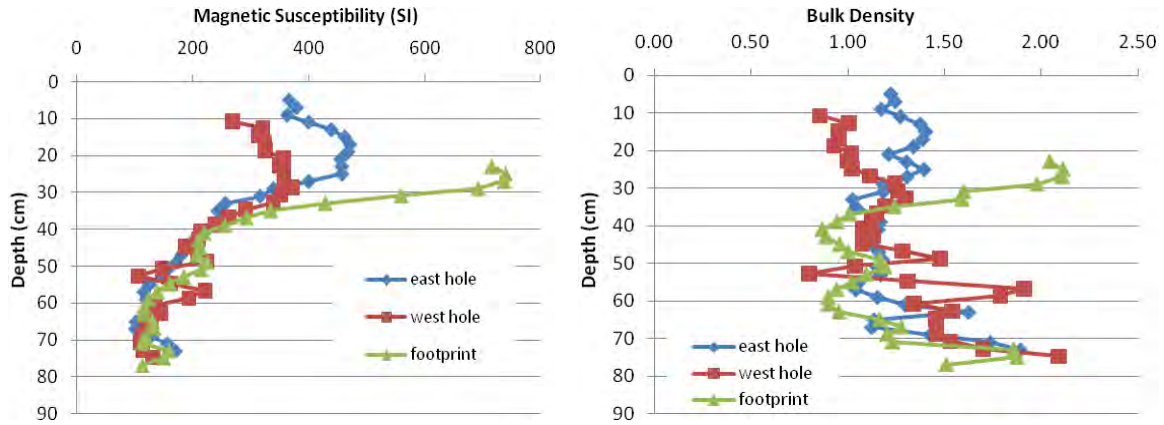 Magnetic Susceptibility (SI)
0 200 400 600 800
0
10
20
30
40
50
60
70
80
90
Depth (cm)
east hole
west hole
footprint
Bulk Density
0.00 0.50 1.00 1.50 2.00 2.50
0
10
20
30
40
50
60
70
80
90
Depth (cm)
east hole
west hole
footprint